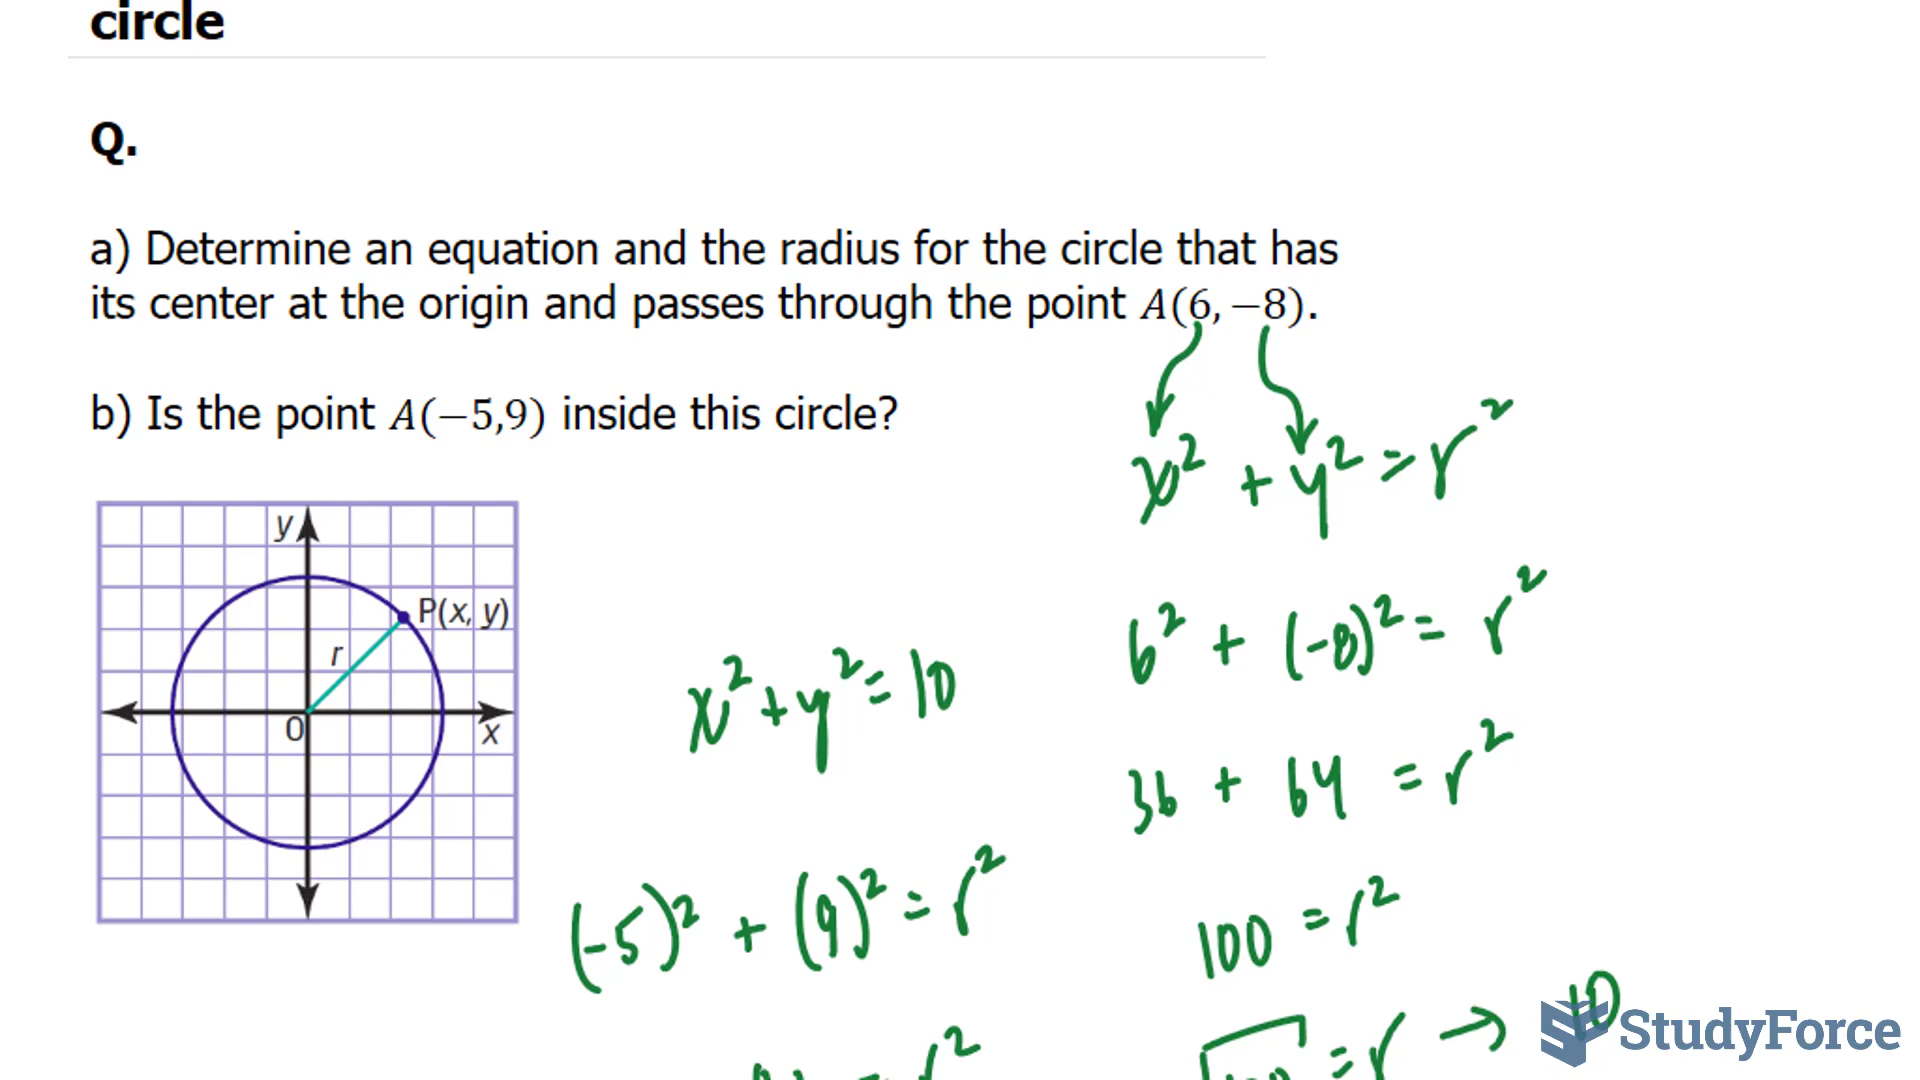 circle
Q.
a) Determine an equation and the radius for the circle that has
its center at the origin and passes through the point A(6, −8).
b) Is the point A(−5,9) inside this circle?
x² + y² = r²
y
P(x, y)
r
0
x
6² + (-8)² = r²
x² + y² = 10
36 + 64 = r²
(-5)² + (9)² = r²
100 = r²
= r → 10
= r²
StudyForce